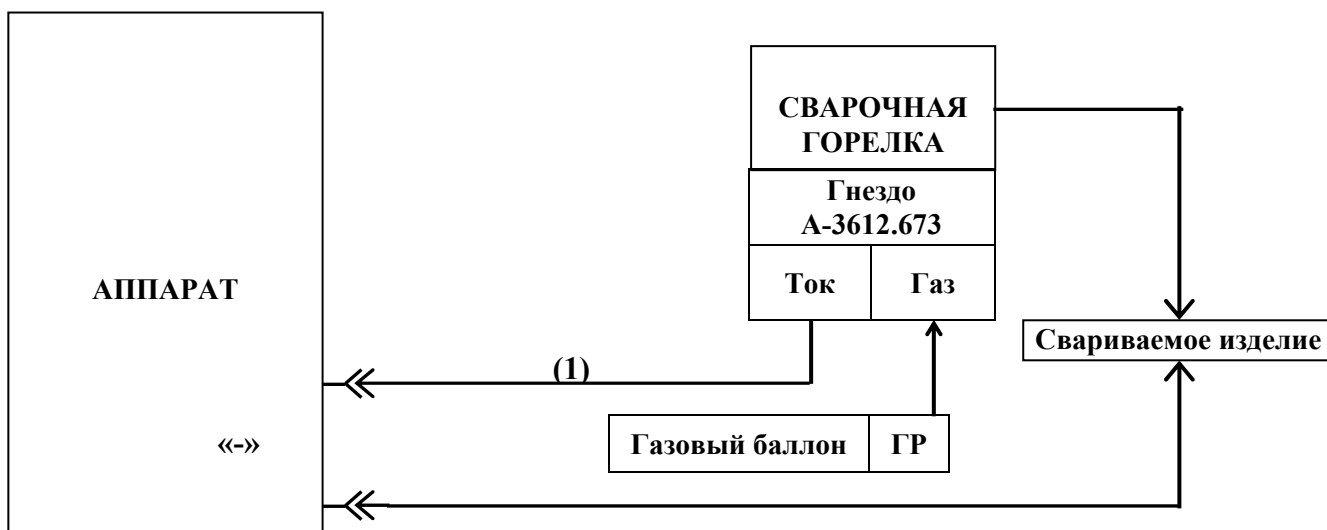 СВАРОЧНАЯ
ГОРЕЛКА
Гнездо
А-3612.673
Ток
Газ
АППАРАТ
Свариваемое изделие
(1)
«-»
Газовый баллон
ГР